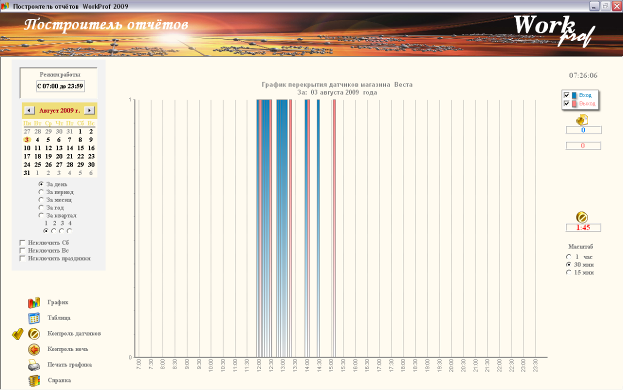 Построитель отчётов WorkProf 2009
Построитель отчётов
Work
prof
Режим работы
С 07:00 до 23:59
Август 2009 г.
Пн Вт Ср Чт Пт Сб Вс
27 28 29 30 31 1 2
3 4 5 6 7 8 9
10 11 12 13 14 15 16
17 18 19 20 21 22 23
24 25 26 27 28 29 30
31 1 2 3 4 5 6
За день
За период
За месяц
За год
За квартал
1 2 3 4
Исключить Сб
Исключить Вс
Исключить праздники
График
Таблица
Контроль датчиков
Контроль ночь
Печать графика
Справка
График перекрытия датчиков магазина Веста
За: 03 августа 2009 года
1
0
7:00 7:30 8:00 8:30 9:00 9:30 10:00 10:30 11:00 11:30 12:00 12:30 13:00 13:30 14:00 14:30 15:00 15:30 16:00 16:30 17:00 17:30 18:00 18:30 19:00 19:30 20:00 20:30 21:00 21:30 22:00 22:30 23:00 23:30
07:26:06
Вход
Выход
0
0
1:45
Масштаб
1 час
30 мин
15 мин